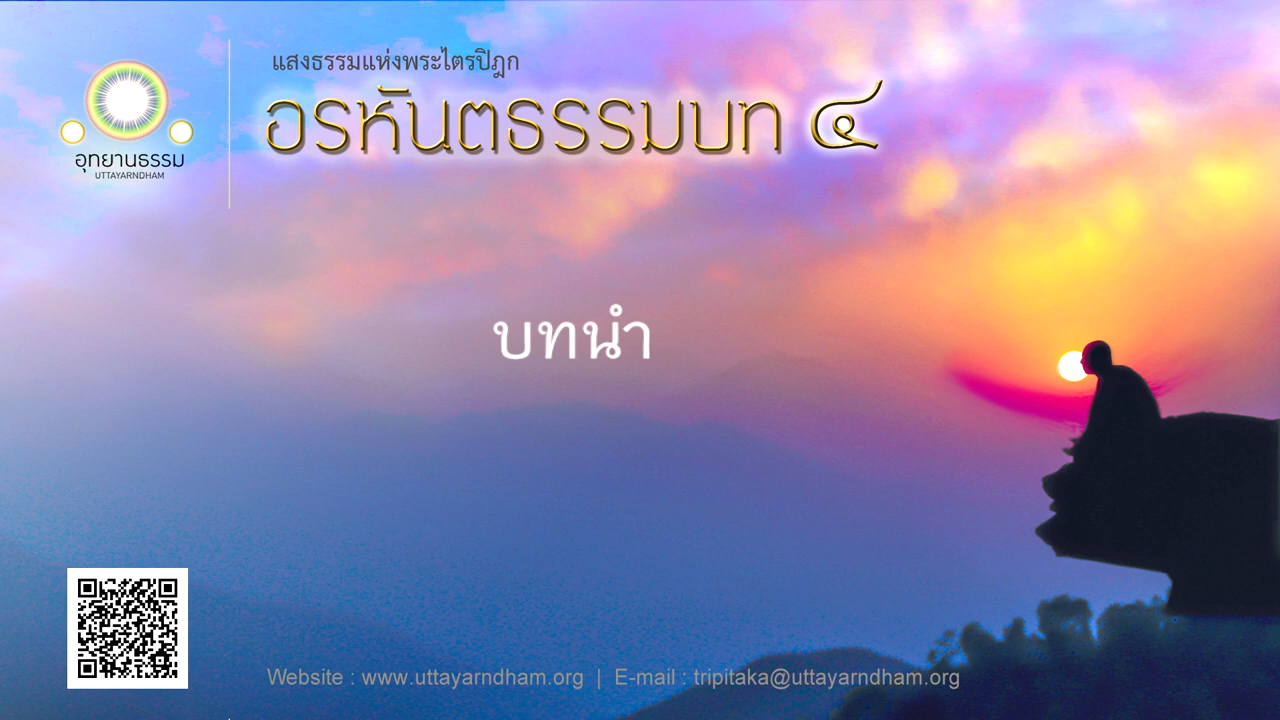 แสงธรรมแห่งพระไตรปิฎก
อรหันตธรรมบท ๔
อุทยานธรรม
UTTAYARNDHAM
บทนำ
Website : www.uttayarndham.org | E-mail : tripitaka@uttayarndham.org